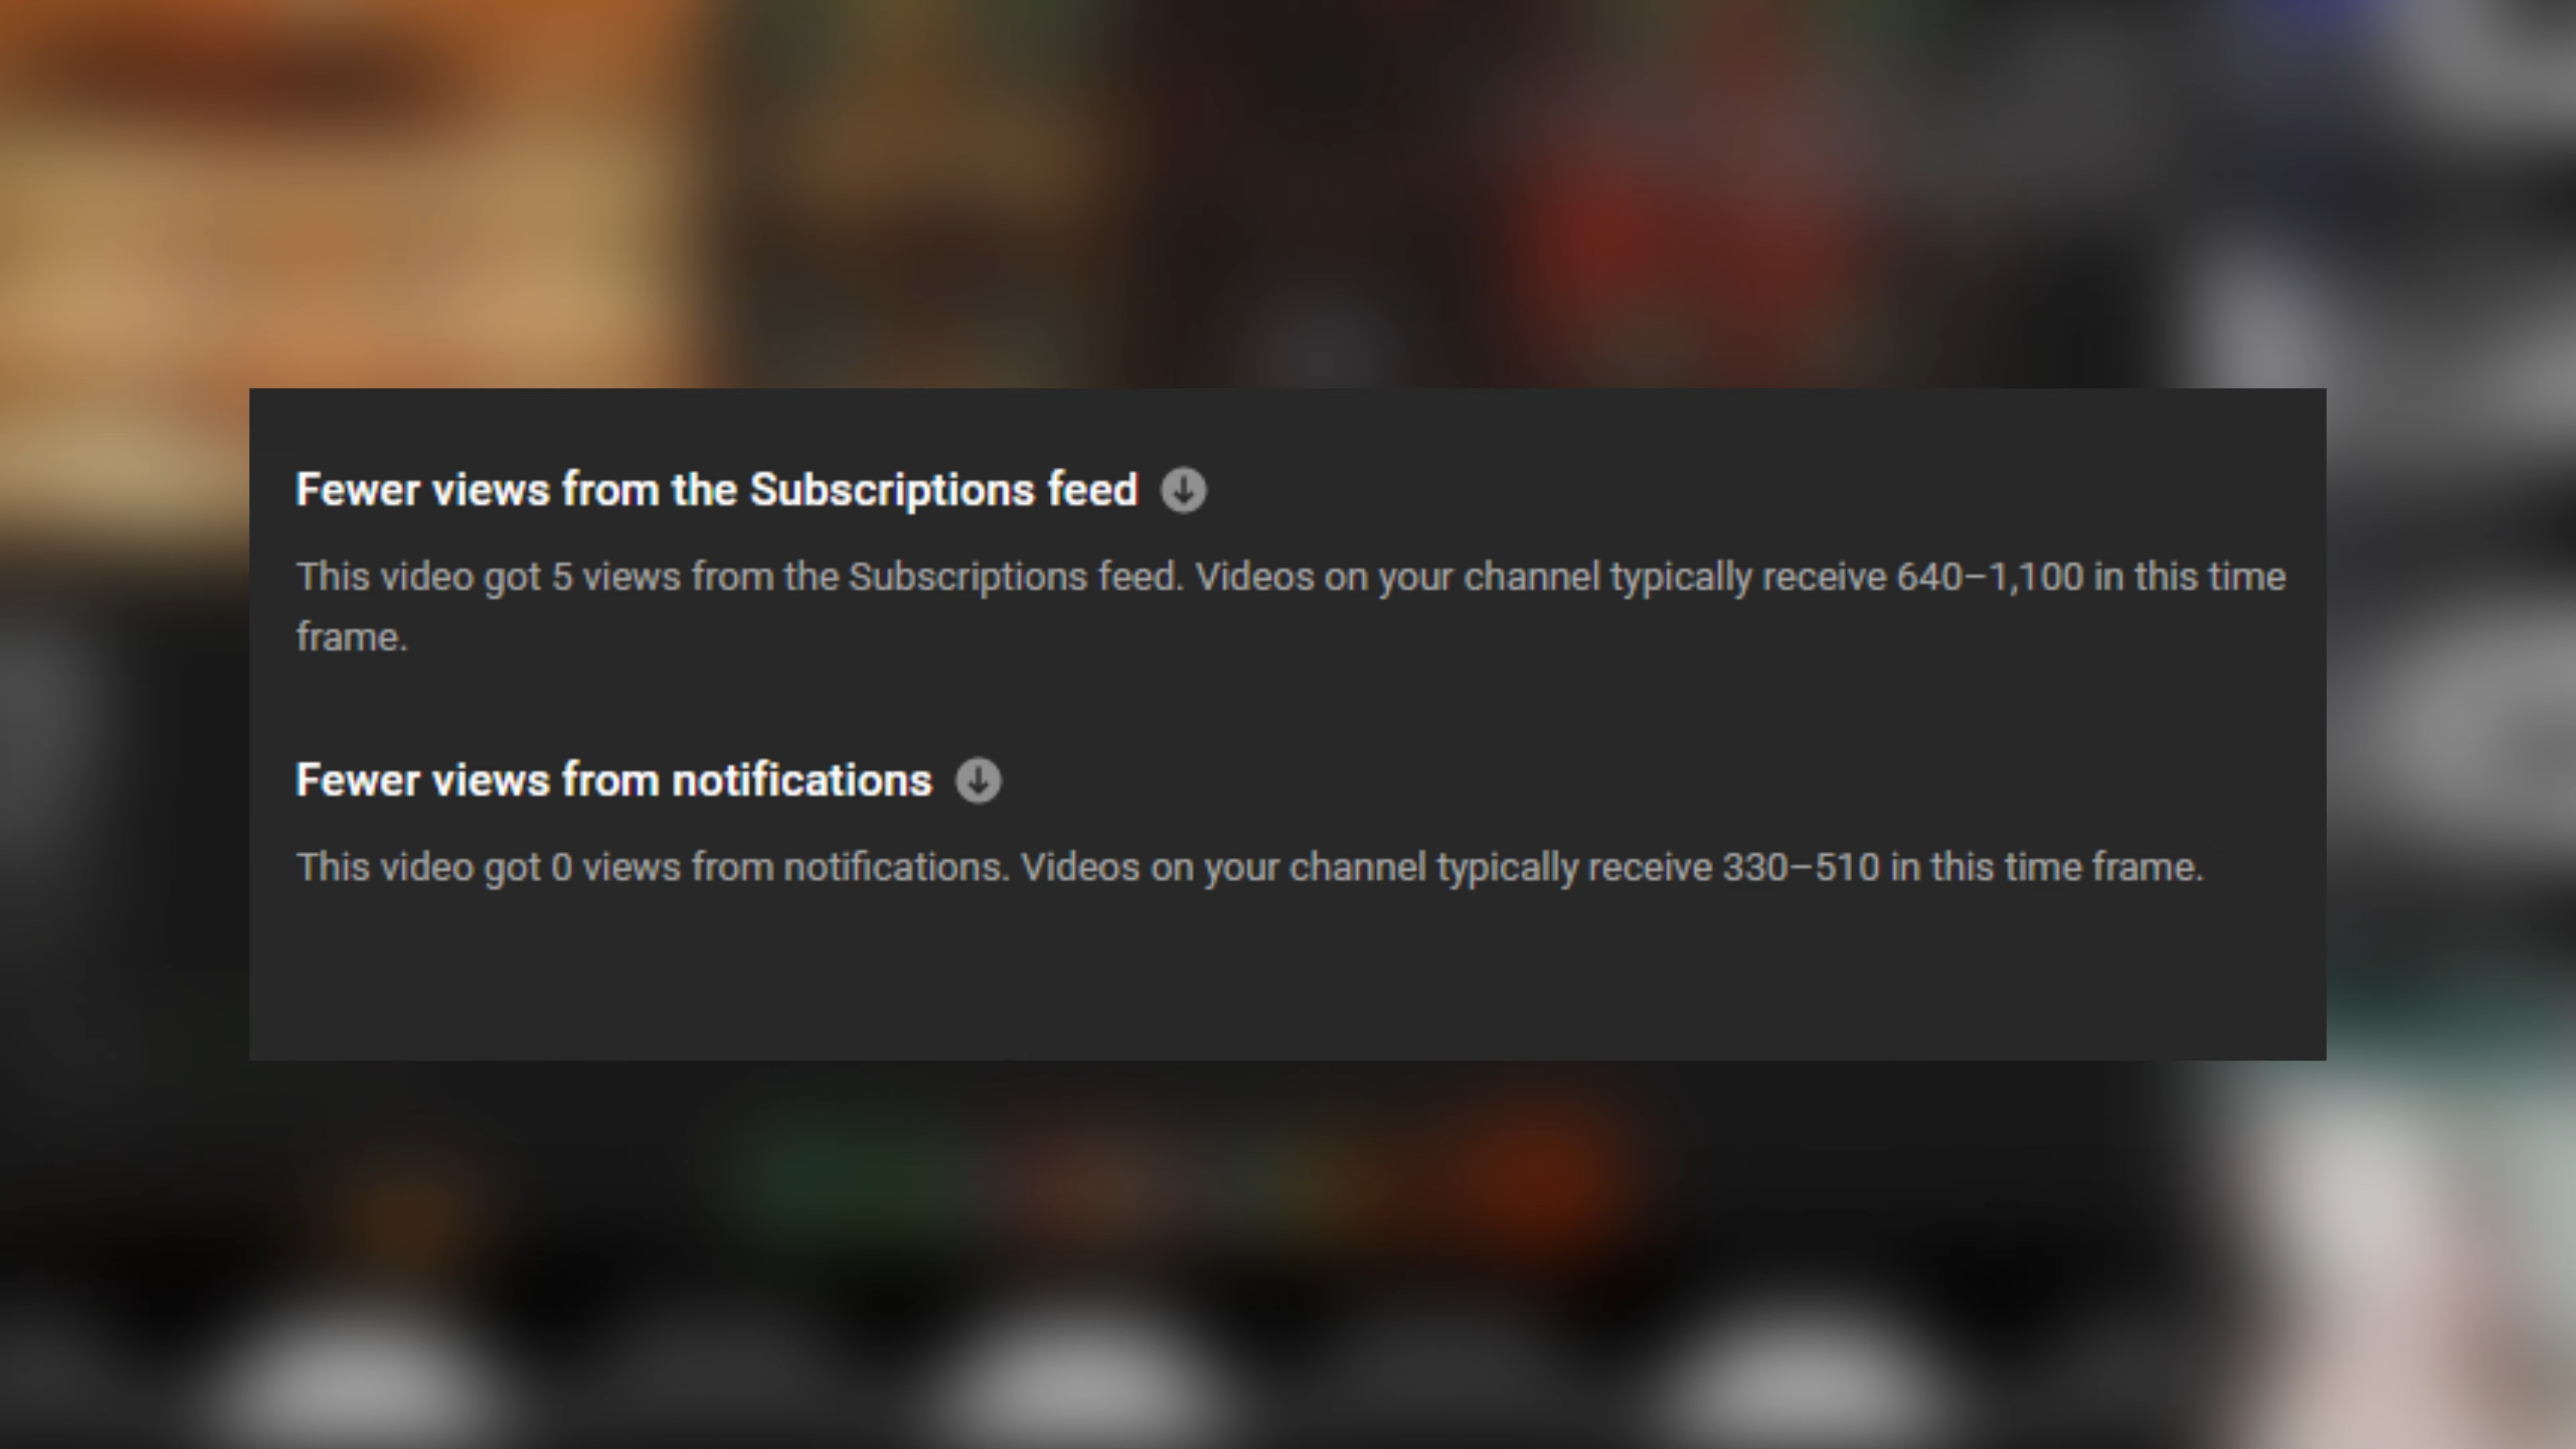 Fewer views from the Subscriptions feed
This video got 5 views from the Subscriptions feed. Videos on your channel typically receive 640–1,100 in this time
frame.
Fewer views from notifications
This video got 0 views from notifications. Videos on your channel typically receive 330–510 in this time frame.